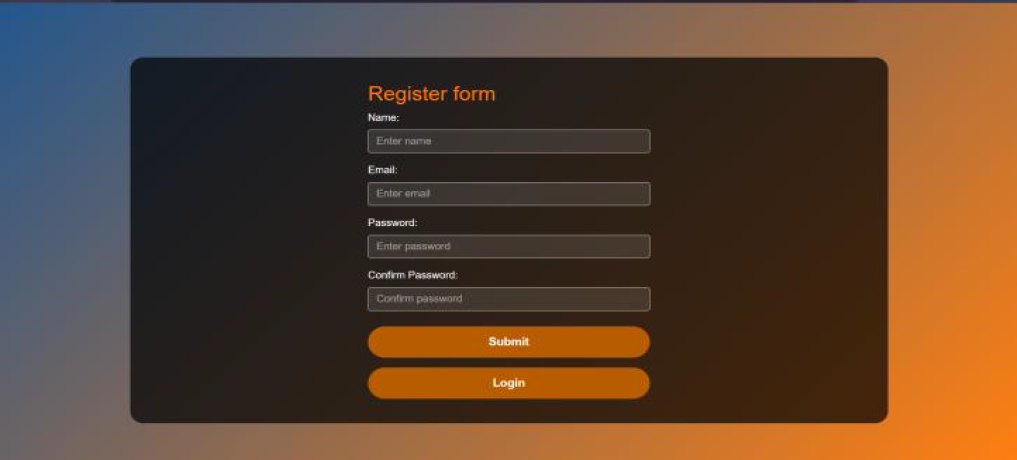 Register form
Name:
Enter name
Email:
Enter email
Password:
Enter password
Confirm Password:
Confirm password
Submit
Login